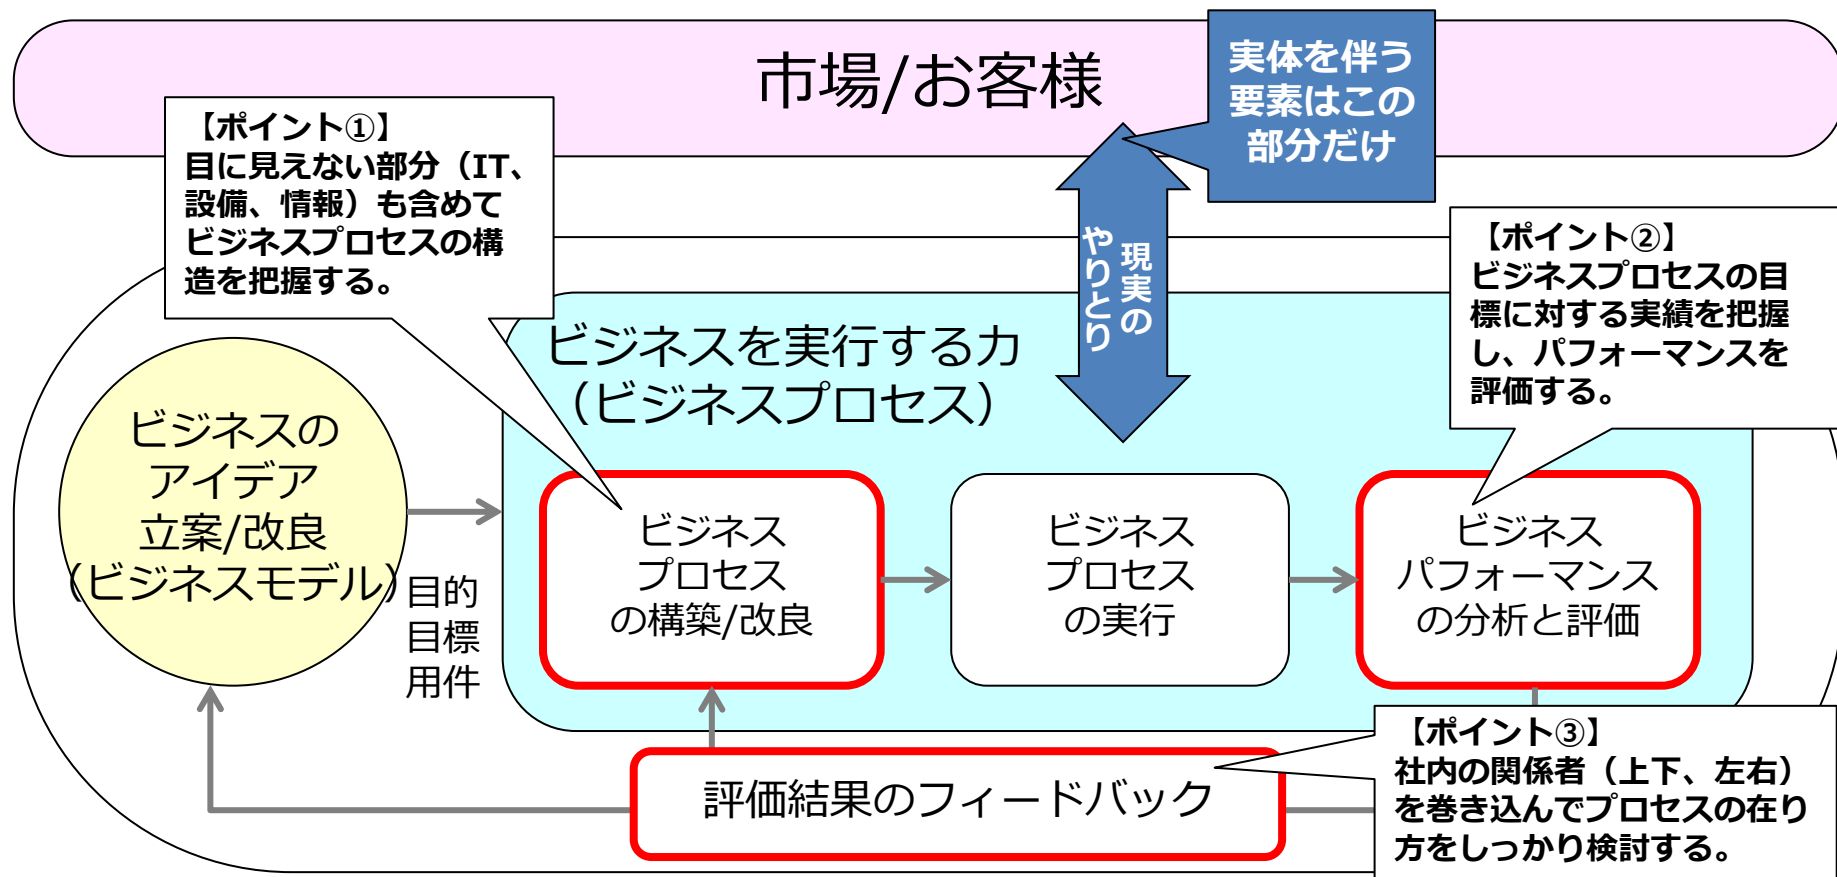 市場/お客様
実体を伴う
要素はこの
部分だけ
【ポイント①】
目に見えない部分（IT、
設備、情報）も含めて
ビジネスプロセスの構
造を把握する。
現実の
やりとり
【ポイント②】
ビジネスプロセスの目
標に対する実績を把握
し、パフォーマンスを
評価する。
ビジネスを実行する力
（ビジネスプロセス）
ビジネスの
アイデア
立案/改良
（ビジネスモデル）
目的
目標
用件
ビジネス
プロセス
の構築/改良
ビジネス
プロセス
の実行
ビジネス
パフォーマンス
の分析と評価
評価結果のフィードバック
【ポイント③】
社内の関係者（上下、左右）
を巻き込んでプロセスの在り
方をしっかり検討する。